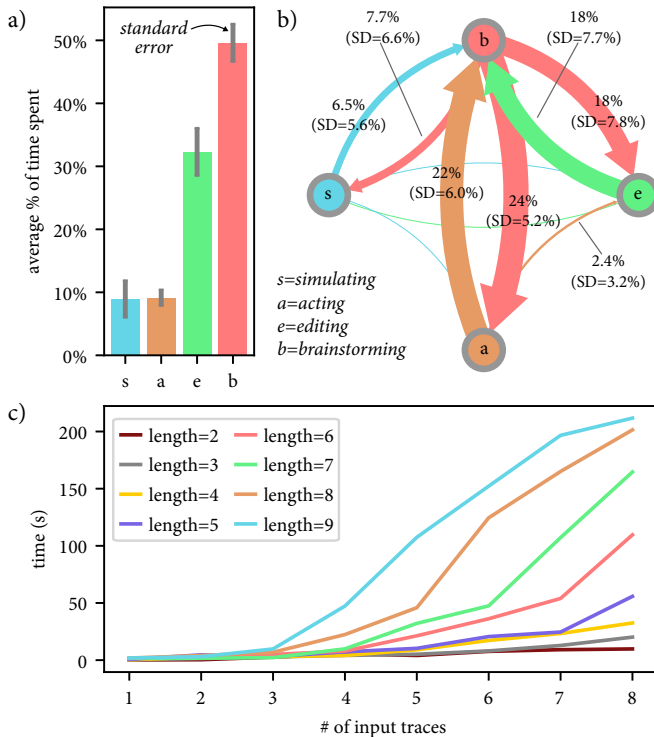 a)
50%
40%
30%
20%
10%
0%
average % of time spent
standard
error
s
a
e
b
b)
7.7%
(SD=6.6%)
18%
(SD=7.7%)
b
6.5%
(SD=5.6%)
18%
(SD=7.8%)
s
22%
(SD=6.0%)
24%
(SD=5.2%)
e
2.4%
(SD=3.2%)
a
s=simulating
a=acting
e=editing
b=brainstorming
c)
length=2
length=3
length=4
length=5
length=6
length=7
length=8
length=9
200
150
100
50
0
time (s)
1 2 3 4 5 6 7 8
# of input traces